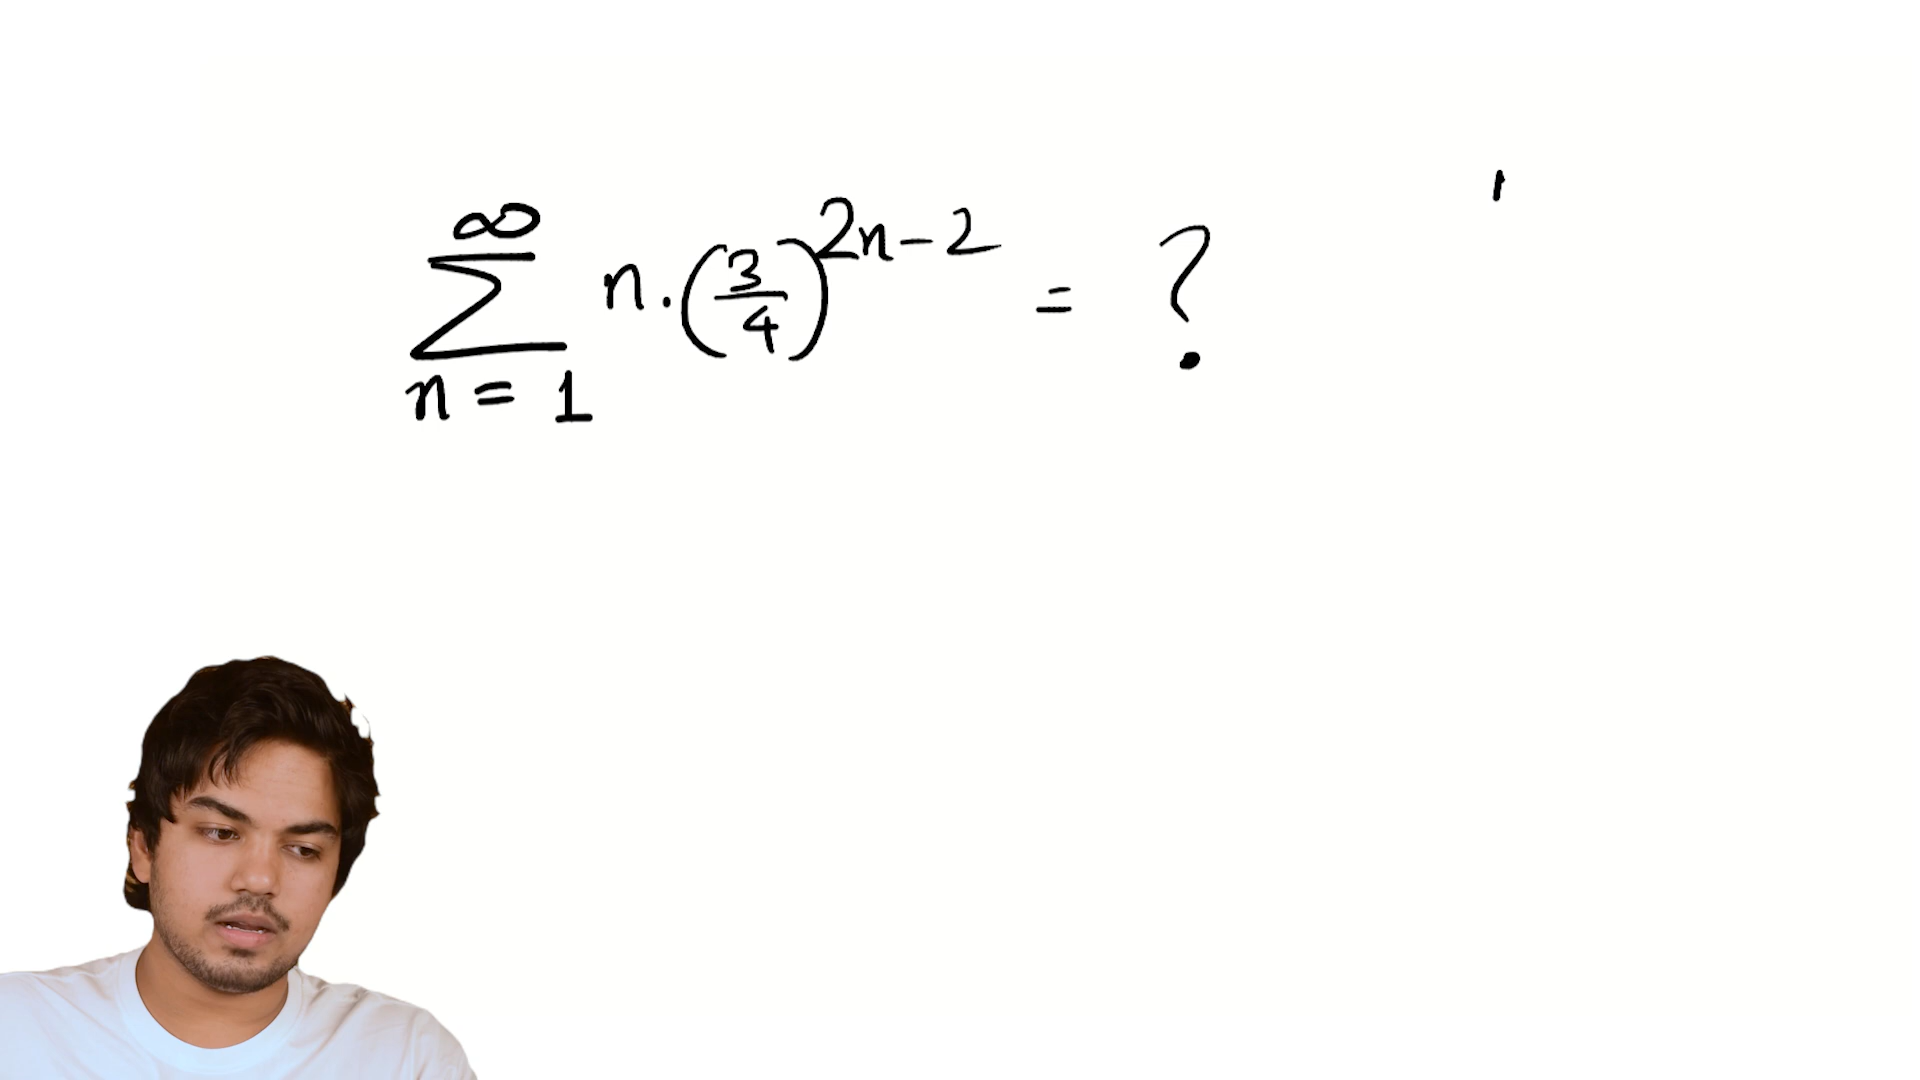 ∑_{n=1}^{∞} n·(3/4)^{2n-2} = ?